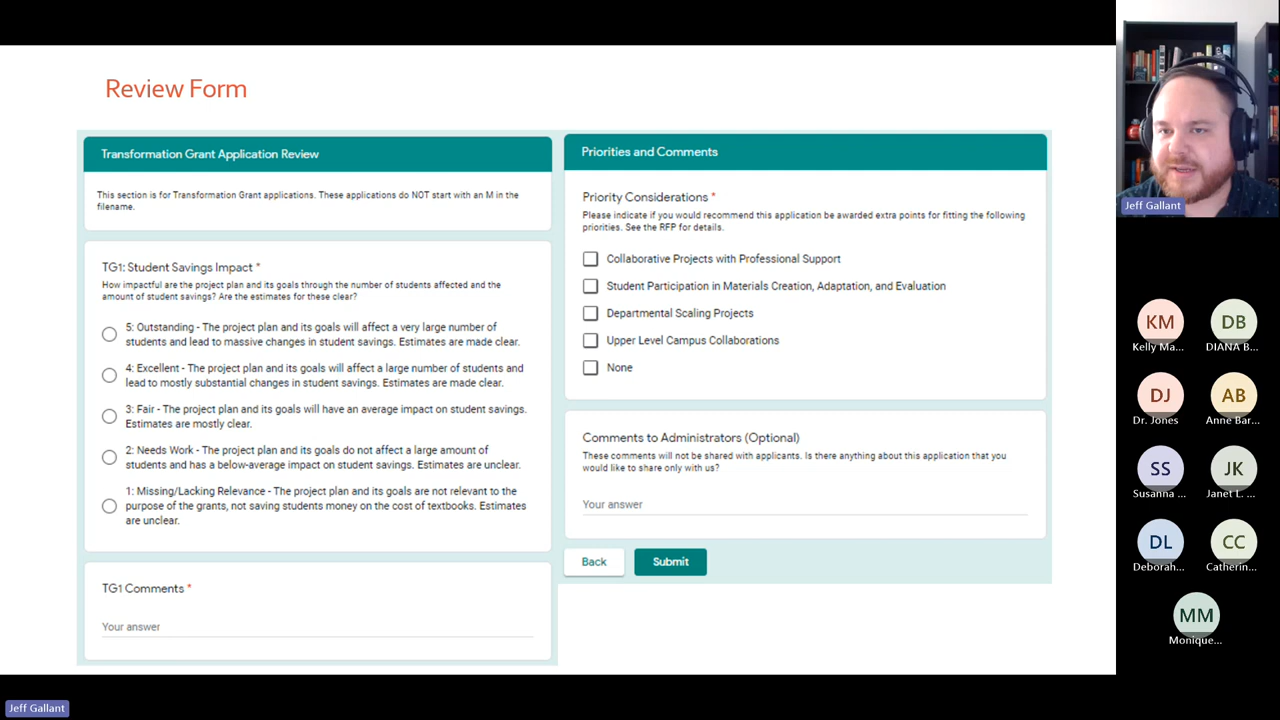 Review Form
Transformation Grant Application Review
This section is for Transformation Grant applications. These applications do NOT start with an M in the
filename.
TG1: Student Savings Impact *
How impactful are the project plan and its goals through the number of students affected and the
amount of student savings? Are the estimates for these clear?
5: Outstanding - The project plan and its goals will affect a very large number of
students and lead to massive changes in student savings. Estimates are made clear.
4: Excellent - The project plan and its goals will affect a large number of students and
lead to mostly substantial changes in student savings. Estimates are made clear.
3: Fair - The project plan and its goals will have an average impact on student savings.
Estimates are mostly clear.
2: Needs Work - The project plan and its goals do not affect a large amount of
students and has a below-average impact on student savings. Estimates are unclear.
1: Missing/Lacking Relevance - The project plan and its goals are not relevant to the
purpose of the grants, not saving students money on the cost of textbooks. Estimates
are unclear.
TG1 Comments *
Your answer
Priorities and Comments
Priority Considerations *
Please indicate if you would recommend this application be awarded extra points for fitting the following
priorities. See the RFP for details.
Collaborative Projects with Professional Support
Student Participation in Materials Creation, Adaptation, and Evaluation
Departmental Scaling Projects
Upper Level Campus Collaborations
None
Comments to Administrators (Optional)
These comments will not be shared with applicants. Is there anything about this application that you
would like to share only with us?
Your answer
Back
Submit
Jeff Gallant
KM
Kelly Ma...
DB
DIANA B...
DJ
Dr. Jones
AB
Anne Bar...
SS
Susanna ...
JK
Janet L. ...
DL
Deborah...
CC
Catherin...
MM
Monique...
Jeff Gallant